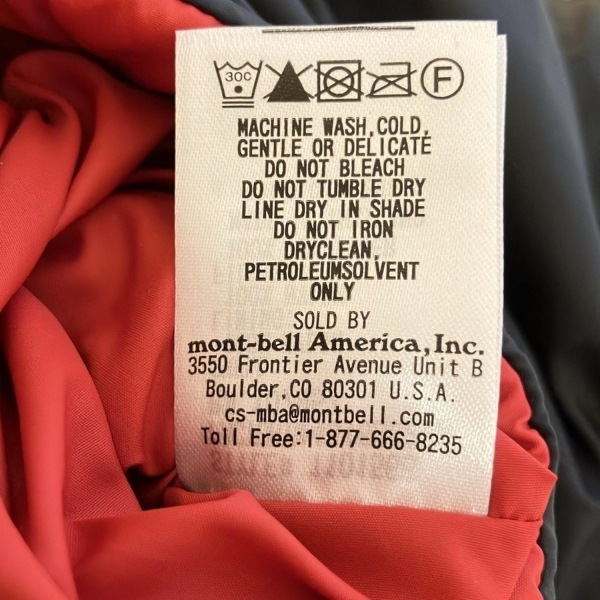 30C
F
MACHINE WASH,COLD,
GENTLE OR DELICATE
DO NOT BLEACH
DO NOT TUMBLE DRY
LINE DRY IN SHADE
DO NOT IRON
DRYCLEAN,
PETROLEUMSOLVENT
ONLY
SOLD BY
mont-bell America, Inc.
3550 Frontier Avenue Unit B
Boulder,CO 80301 U.S.A.
cs-mba@montbell.com
Toll Free:1-877-666-8235